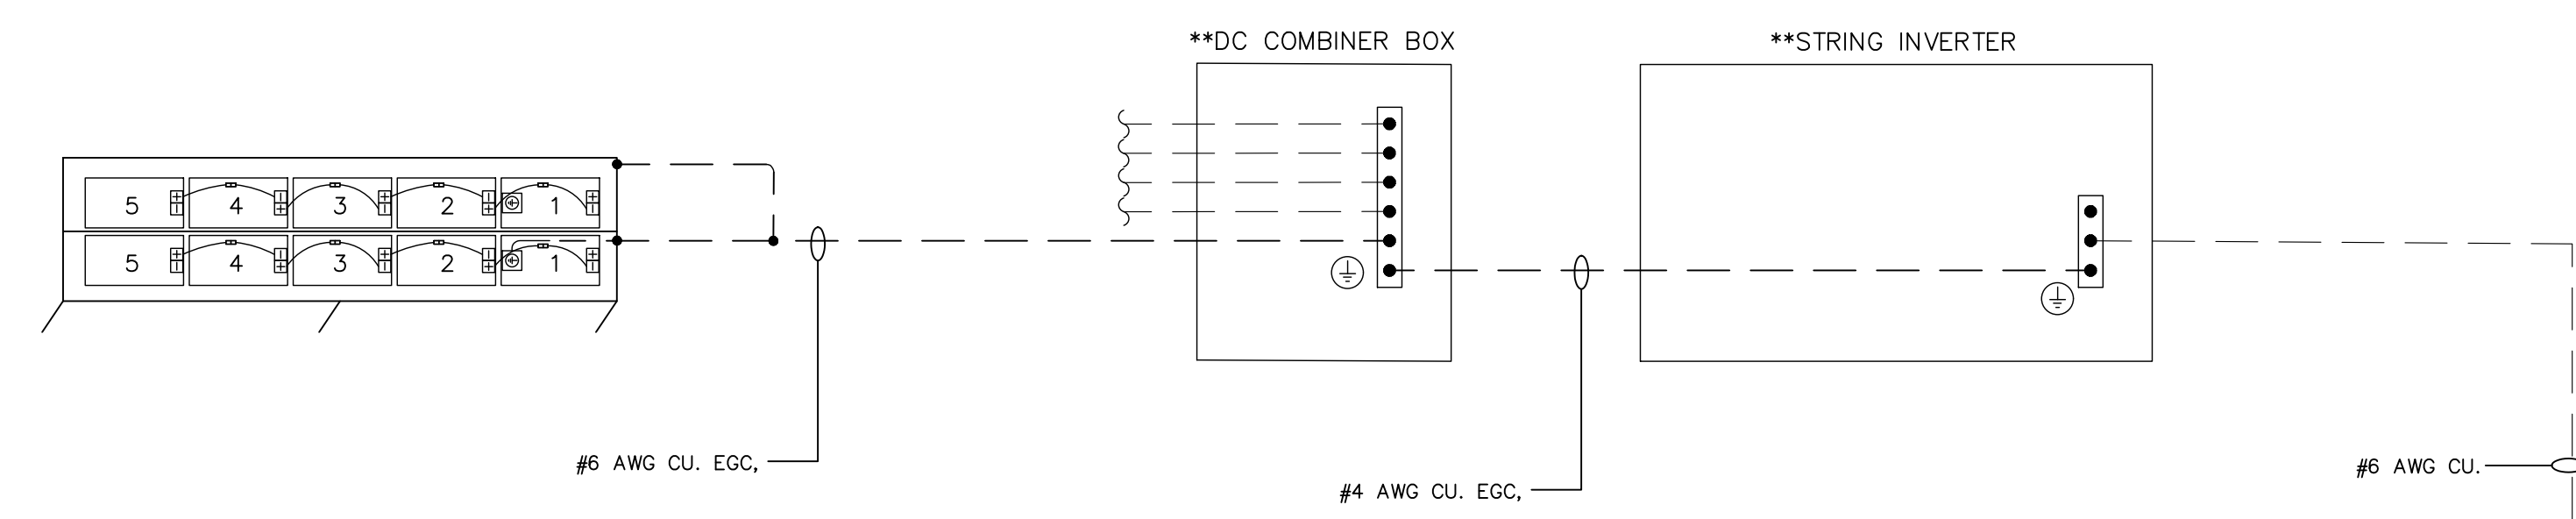 **DC COMBINER BOX
**STRING INVERTER
5 4 3 2 1
5 4 3 2 1
#6 AWG CU. EGC,
#4 AWG CU. EGC,
#6 AWG CU.